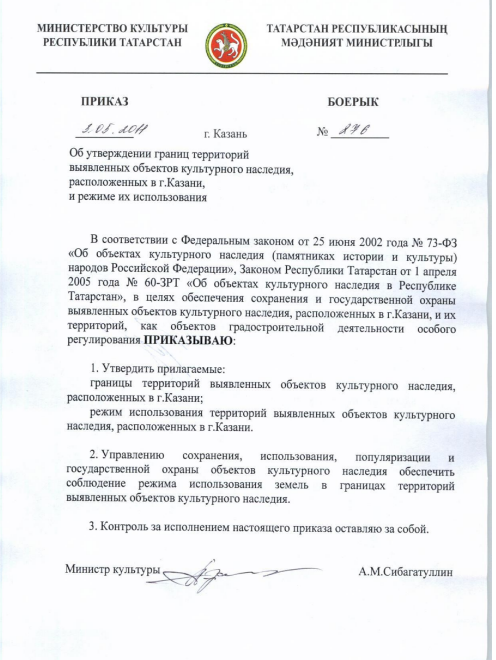 МИНИСТЕРСТВО КУЛЬТУРЫ
РЕСПУБЛИКИ ТАТАРСТАН
ТАТАРСТАН РЕСПУБЛИКАСЫНЫҢ
МӘДӘНИЯТ МИНИСТРЛЫГЫ
ПРИКАЗ
БОЕРЫК
г. Казань
№ 276
Об утверждении границ территорий
выявленных объектов культурного наследия,
расположенных в г.Казани,
и режиме их использования
В соответствии с Федеральным законом от 25 июня 2002 года № 73-ФЗ
«Об объектах культурного наследия (памятниках истории и культуры)
народов Российской Федерации», Законом Республики Татарстан от 1 апреля
2005 года № 60-ЗРТ «Об объектах культурного наследия в Республике
Татарстан», в целях обеспечения сохранения и государственной охраны
выявленных объектов культурного наследия, расположенных в г.Казани, и их
территорий, как объектов градостроительной деятельности особого
регулирования ПРИКАЗЫВАЮ:
1. Утвердить прилагаемые:
границы территорий выявленных объектов культурного наследия,
расположенных в г.Казани;
режим использования территорий выявленных объектов культурного
наследия, расположенных в г.Казани.
2. Управлению сохранения, использования, популяризации и
государственной охраны объектов культурного наследия обеспечить
соблюдение режима использования земель в границах территорий
выявленных объектов культурного наследия.
3. Контроль за исполнением настоящего приказа оставляю за собой.
Министр культуры
А.М.Сибагатуллин